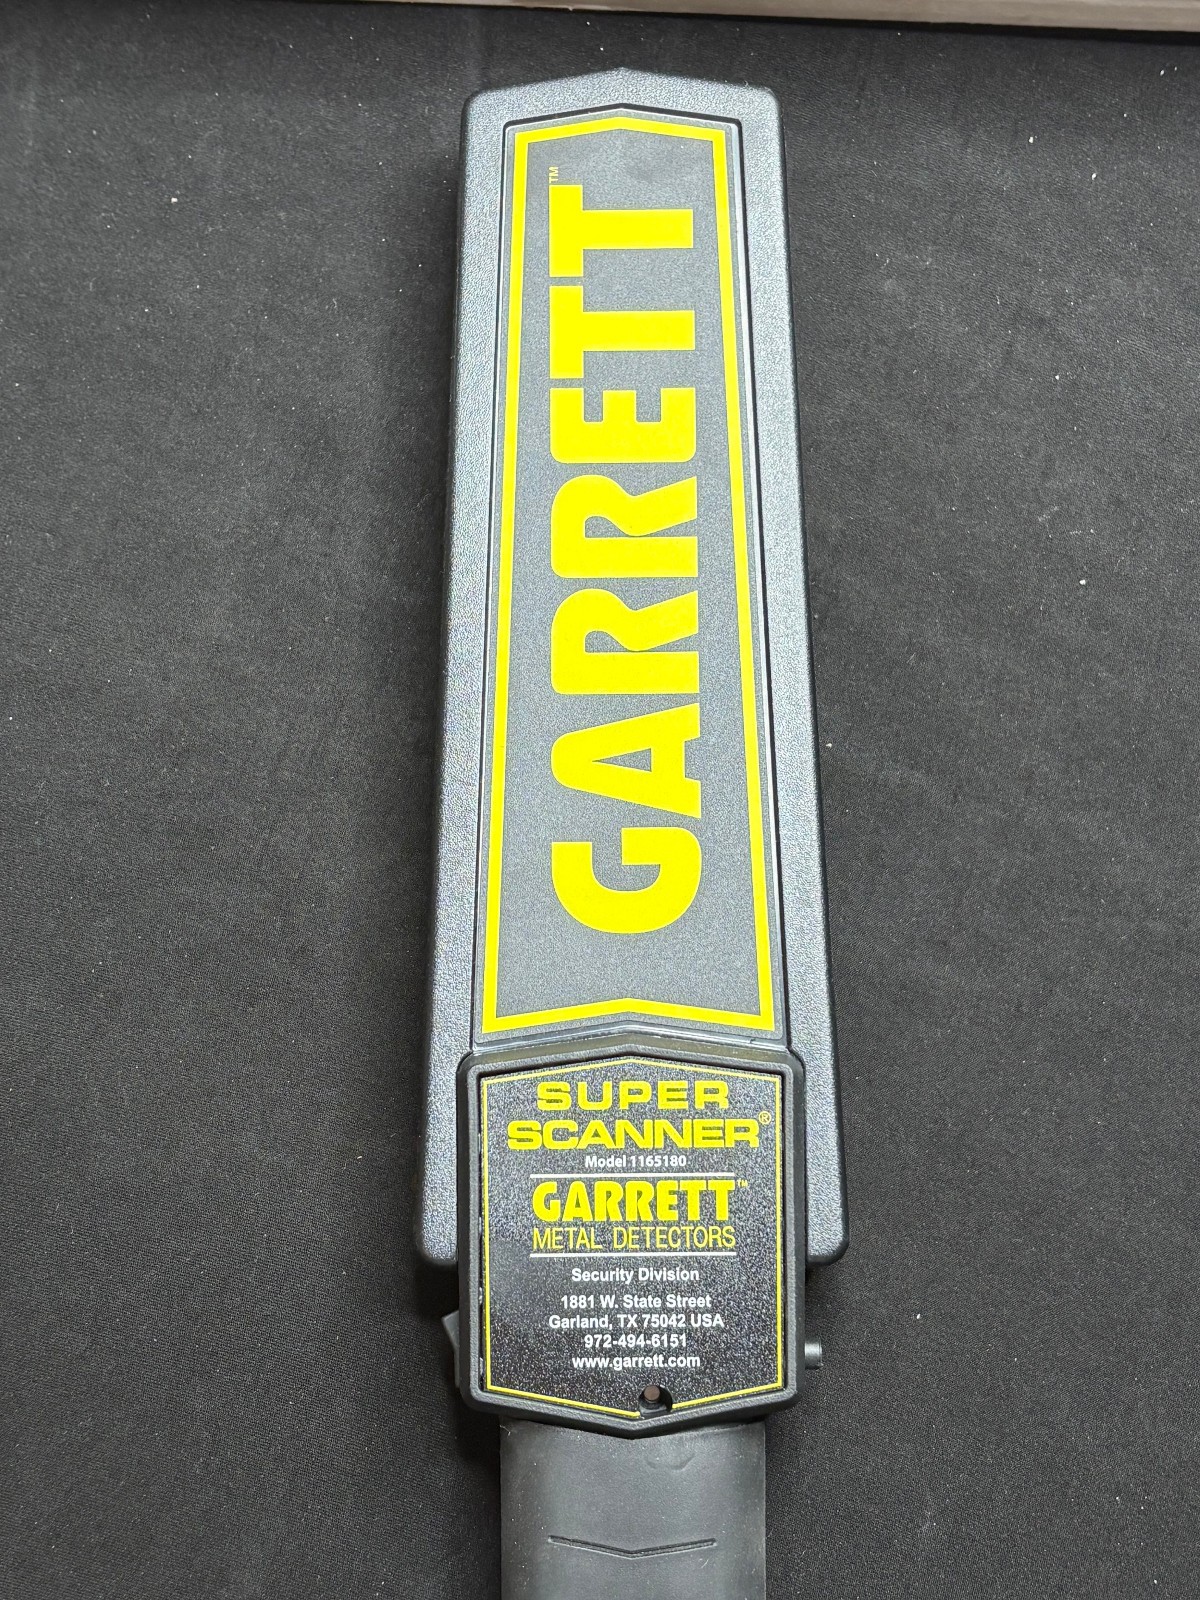 GARRETT™
SUPER
SCANNER®
Model 1165180
GARRETT™
METAL DETECTORS
Security Division
1881 W. State Street
Garland, TX 75042 USA
972-494-6151
www.garrett.com